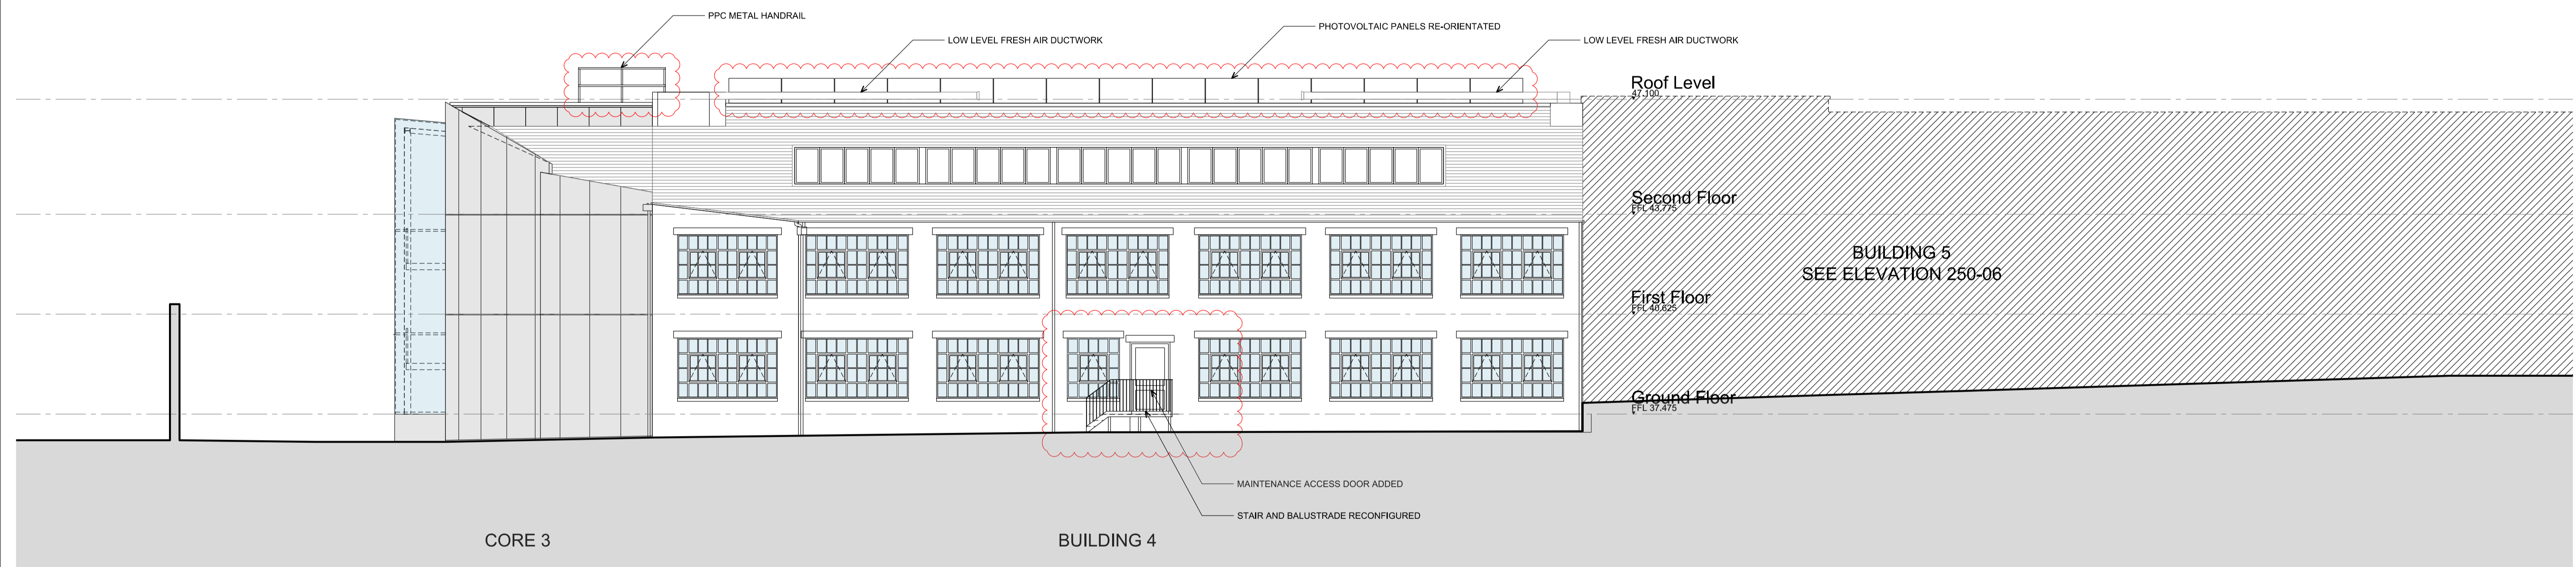 PPC METAL HANDRAIL
PHOTOVOLTAIC PANELS RE-ORIENTATED
LOW LEVEL FRESH AIR DUCTWORK
LOW LEVEL FRESH AIR DUCTWORK
Roof Level
47.100
Second Floor
FFL 43.775
BUILDING 5
SEE ELEVATION 250-06
First Floor
FFL 40.625
Ground Floor
FFL 37.475
MAINTENANCE ACCESS DOOR ADDED
STAIR AND BALUSTRADE RECONFIGURED
CORE 3
BUILDING 4